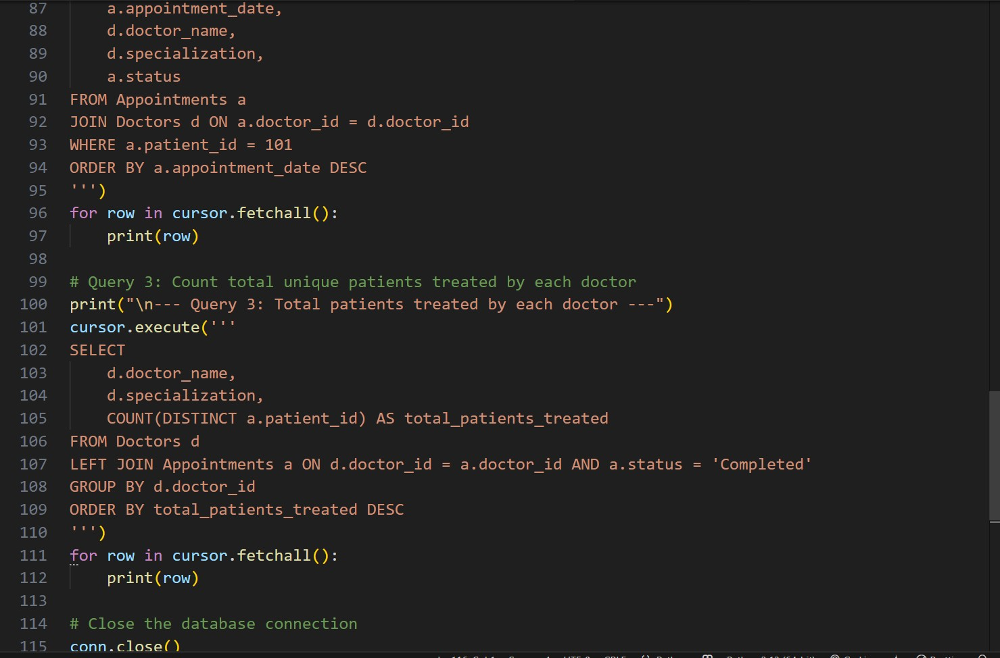 87 a.appointment_date,
88 d.doctor_name,
89 d.specialization,
90 a.status
91 FROM Appointments a
92 JOIN Doctors d ON a.doctor_id = d.doctor_id
93 WHERE a.patient_id = 101
94 ORDER BY a.appointment_date DESC
95 ''')
96 for row in cursor.fetchall():
97 print(row)
98
99 # Query 3: Count total unique patients treated by each doctor
100 print("\n--- Query 3: Total patients treated by each doctor ---")
101 cursor.execute('''
102 SELECT
103 d.doctor_name,
104 d.specialization,
105 COUNT(DISTINCT a.patient_id) AS total_patients_treated
106 FROM Doctors d
107 LEFT JOIN Appointments a ON d.doctor_id = a.doctor_id AND a.status = 'Completed'
108 GROUP BY d.doctor_id
109 ORDER BY total_patients_treated DESC
110 ''')
111 for row in cursor.fetchall():
112 print(row)
113
114 # Close the database connection
115 conn.close()